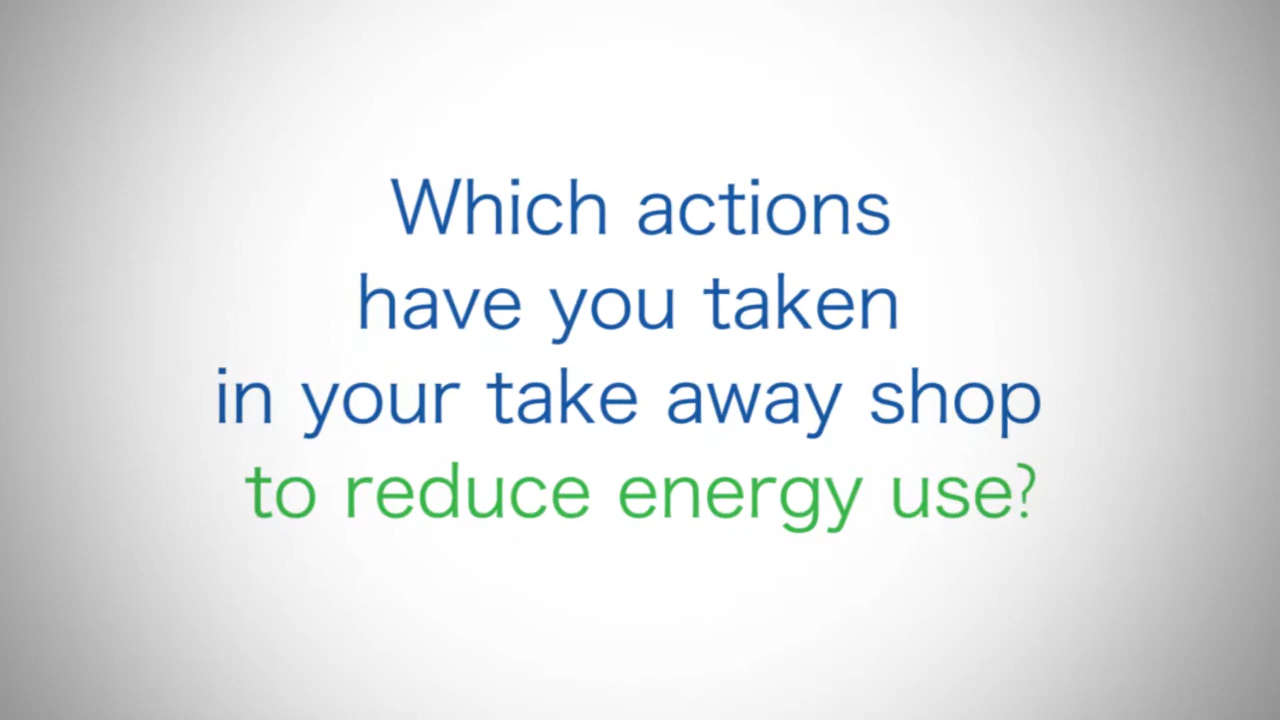 Which actions
have you taken
in your take away shop
to reduce energy use?